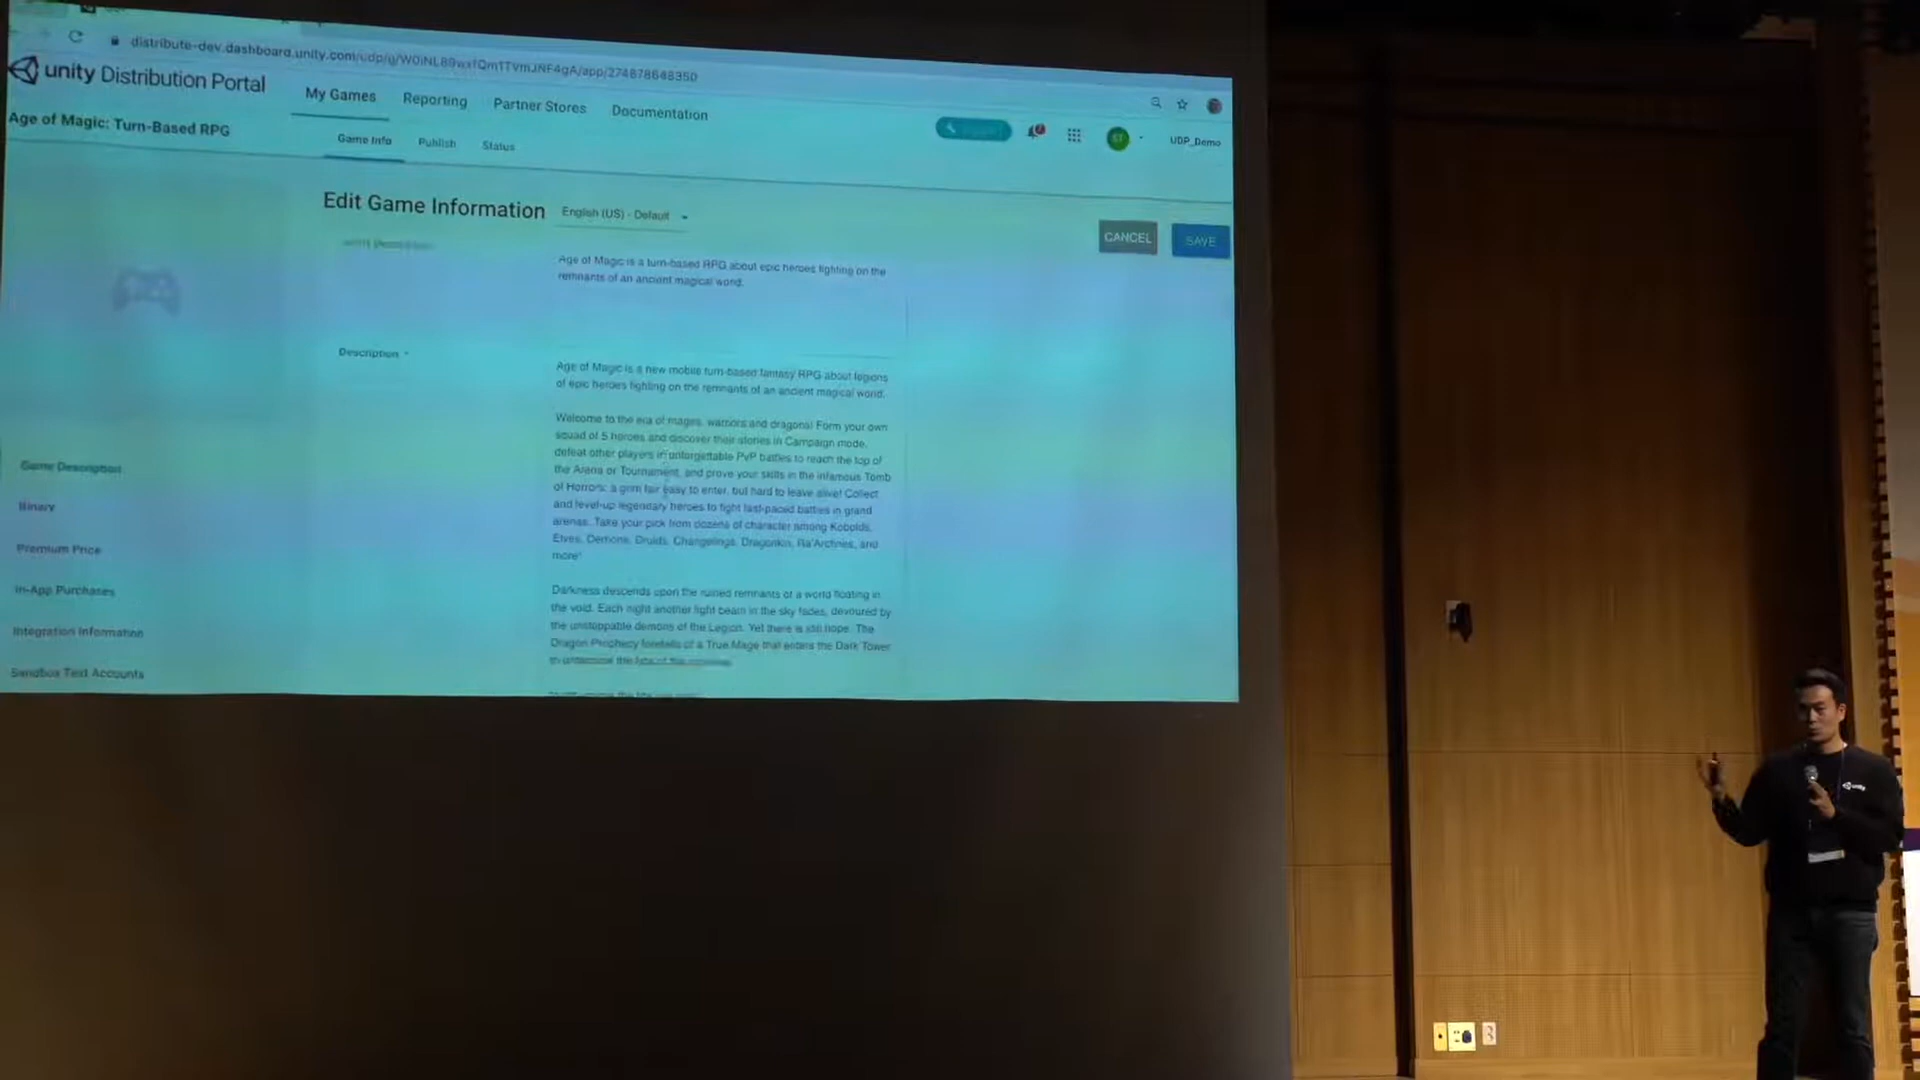 distribute-dev.dashboard.unity.com/udp/g/
unity Distribution Portal
My Games
Reporting
Partner Stores
Documentation
Age of Magic: Turn-Based RPG
Game Info
Publish
Status
UDP_Demo
Edit Game Information
English (US) - Default
CANCEL
SAVE
Age of Magic is a turn-based RPG about epic heroes fighting on the
remnants of an ancient magical world.
Description *
Age of Magic is a new mobile turn-based fantasy RPG about legions
of epic heroes fighting on the remnants of an ancient magical world.
Welcome to the era of mages, warriors and dragons! Form your own
squad of 5 heroes and discover their stories in Campaign mode,
defeat other players in unforgettable PvP battles to reach the top of
the Arena or Tournament, and prove your skills in the infamous Tomb
of Horrors: a grim fair easy to enter, but hard to leave alive! Collect
and level-up legendary heroes to fight fast-paced battles in grand
arenas. Take your pick from dozens of character among Kobolds,
Elves, Demons, Druids, Changelings, Dragonkin, Ra'Archnes, and
more!
Darkness descends upon the ruined remnants of a world floating in
the void. Each night another light beam in the sky fades, devoured by
the unstoppable demons of the Legion. Yet there is still hope. The
Dragon Prophecy foretells of a True Mage that enters the Dark Tower
Game Description
Binary
Premium Price
In-App Purchases
Integration Information
Sandbox Test Accounts
unity